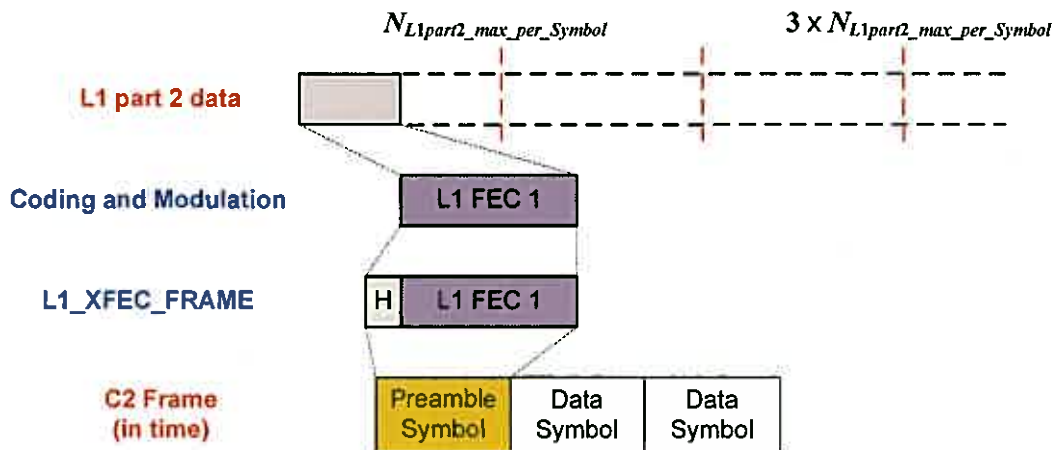 N_L1part2_max_per_Symbol
3 x N_L1part2_max_per_Symbol
L1 part 2 data
Coding and Modulation
L1 FEC 1
L1_XFEC_FRAME
H
L1 FEC 1
C2 Frame
(in time)
Preamble
Symbol
Data
Symbol
Data
Symbol